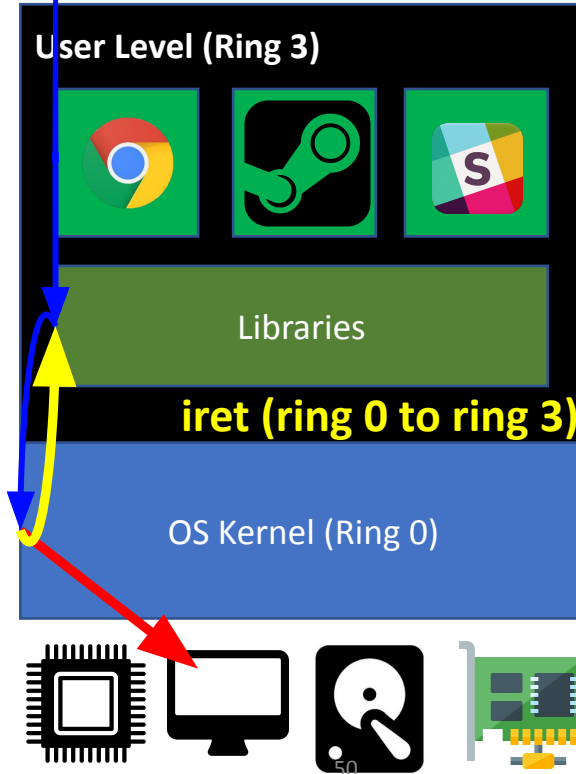 User Level (Ring 3)
S
Libraries
iret (ring 0 to ring 3)
OS Kernel (Ring 0)
50